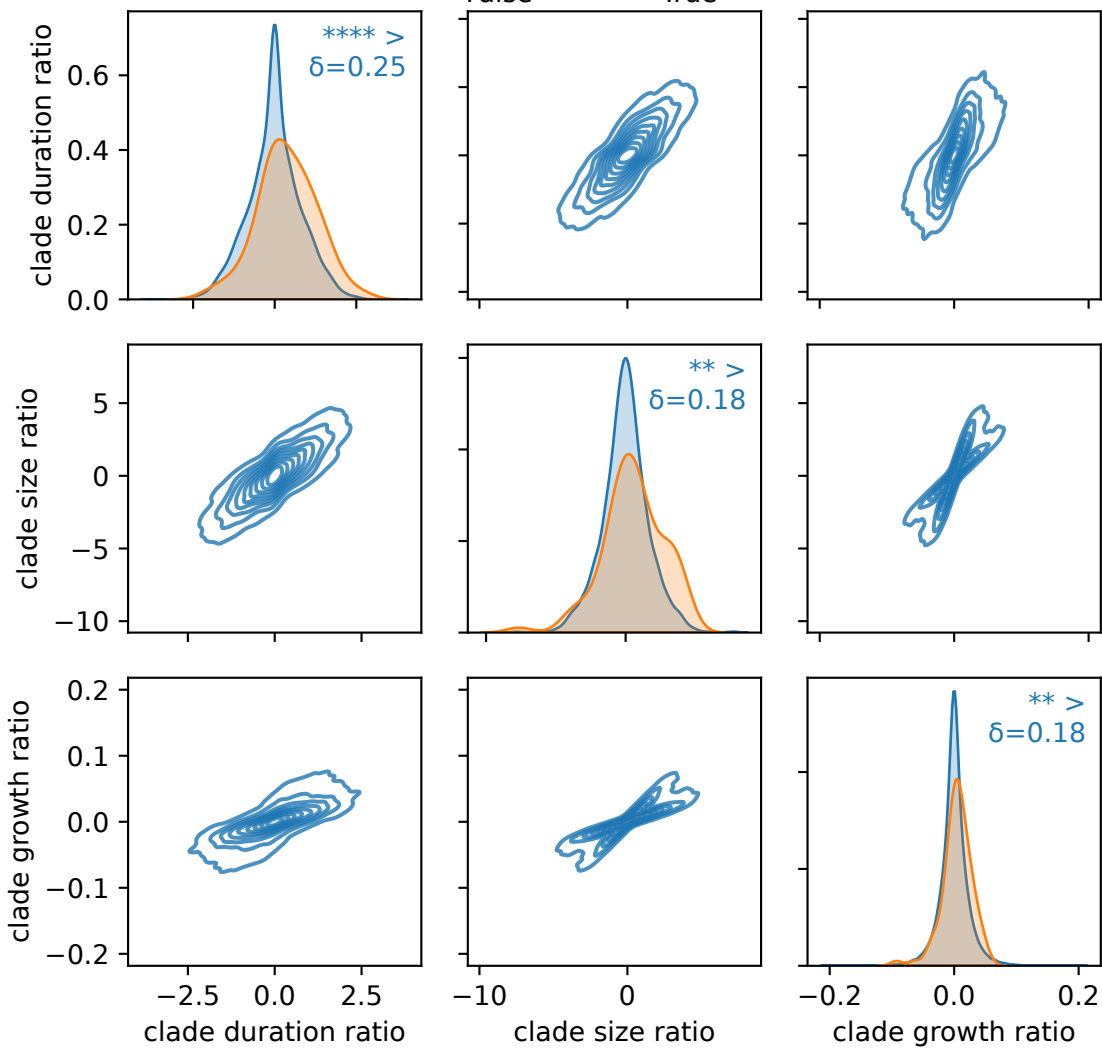 True
clade duration ratio
0.6
0.4
0.2
0.0
**** >
δ=0.25
clade size ratio
5
0
−5
−10
** >
δ=0.18
clade growth ratio
0.2
0.1
0.0
−0.1
−0.2
** >
δ=0.18
−2.5 0.0 2.5
−10 0
−0.2 0.0 0.2
clade duration ratio
clade size ratio
clade growth ratio